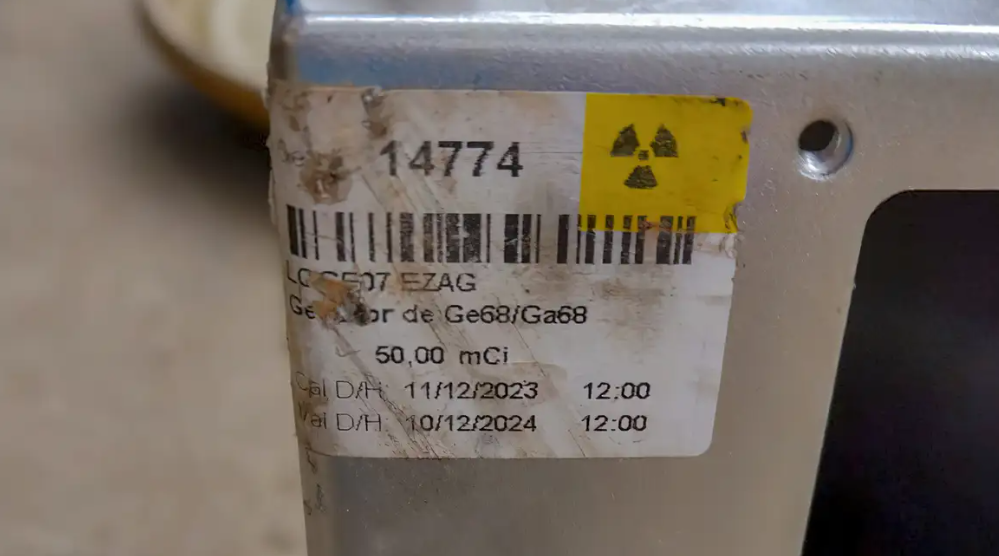 14774
EZAG
de Ge68/Ga68
50,00 mCi
Cal D/H: 11/12/2023 12:00
Val D/H: 10/12/2024 12:00